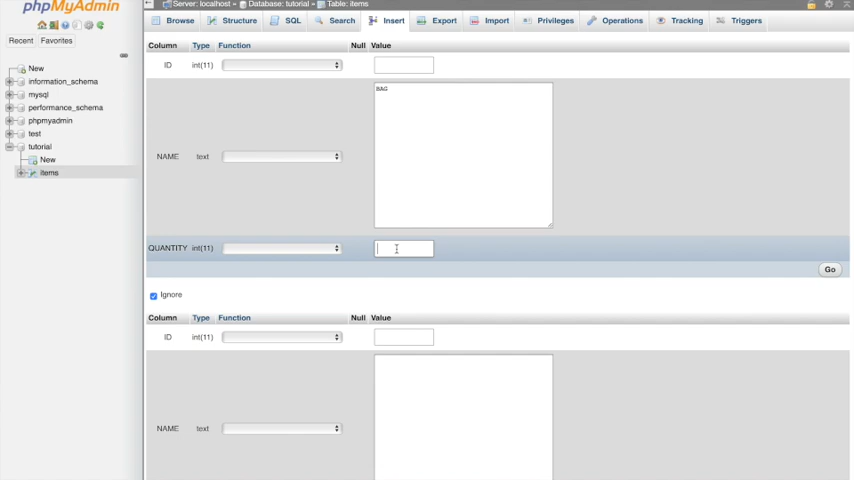 phpMyAdmin
Server: localhost » Database: tutorial » Table: items
Browse Structure SQL Search Insert Export Import Privileges Operations Tracking Triggers
Recent Favorites
New
information_schema
mysql
performance_schema
phpmyadmin
test
tutorial
New
items
Column Type Function Null Value
ID int(11)
BAG
NAME text
QUANTITY int(11)
Go
Ignore
Column Type Function Null Value
ID int(11)
NAME text